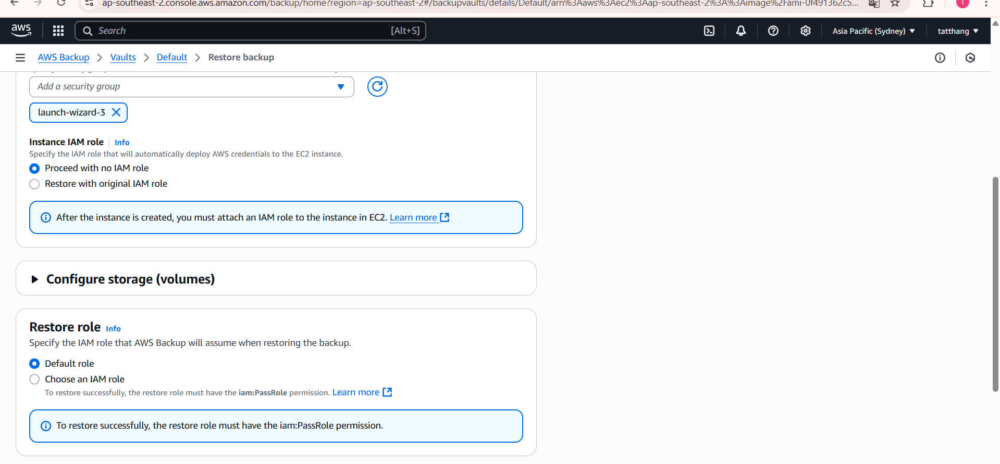 ap-southeast-2.console.aws.amazon.com/backup/home?region=ap-southeast-2#/backupvaults/details/Default/arn%3Aaws%3Aec2%3Aap-southeast-2%3A%3Aimage%2Fami-0f491362c5...
aws
Search [Alt+S]
Asia Pacific (Sydney) tatthang
AWS Backup Vaults Default Restore backup
Add a security group
launch-wizard-3
Instance IAM role Info
Specify the IAM role that will automatically deploy AWS credentials to the EC2 instance.
Proceed with no IAM role
Restore with original IAM role
After the instance is created, you must attach an IAM role to the instance in EC2. Learn more
Configure storage (volumes)
Restore role Info
Specify the IAM role that AWS Backup will assume when restoring the backup.
Default role
Choose an IAM role
To restore successfully, the restore role must have the iam:PassRole permission. Learn more
To restore successfully, the restore role must have the iam:PassRole permission.